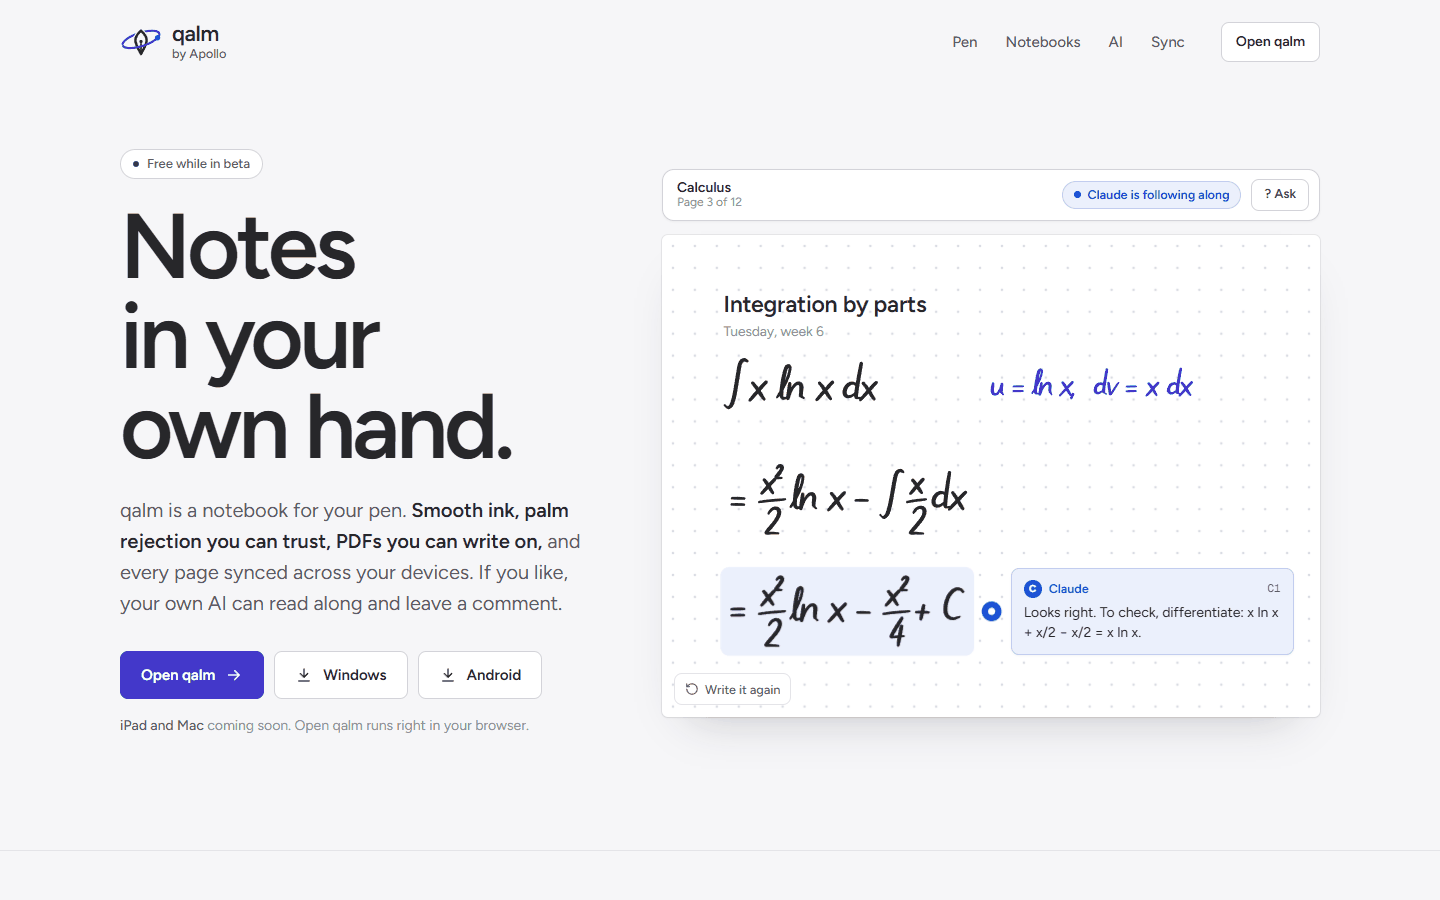 qalm
by Apollo
Pen Notebooks AI Sync Open qalm
Free while in beta
Notes
in your
own hand.
qalm is a notebook for your pen. Smooth ink, palm
rejection you can trust, PDFs you can write on, and
every page synced across your devices. If you like,
your own AI can read along and leave a comment.
Open qalm → Windows Android
iPad and Mac coming soon. Open qalm runs right in your browser.
Calculus
Page 3 of 12
Claude is following along
? Ask
Integration by parts
Tuesday, week 6
∫ x ln x dx
u = ln x, dv = x dx
= x²/2 ln x − ∫ x/2 dx
= x²/2 ln x − x²/4 + C
C Claude C1
Looks right. To check, differentiate: x ln x
+ x/2 − x/2 = x ln x.
Write it again